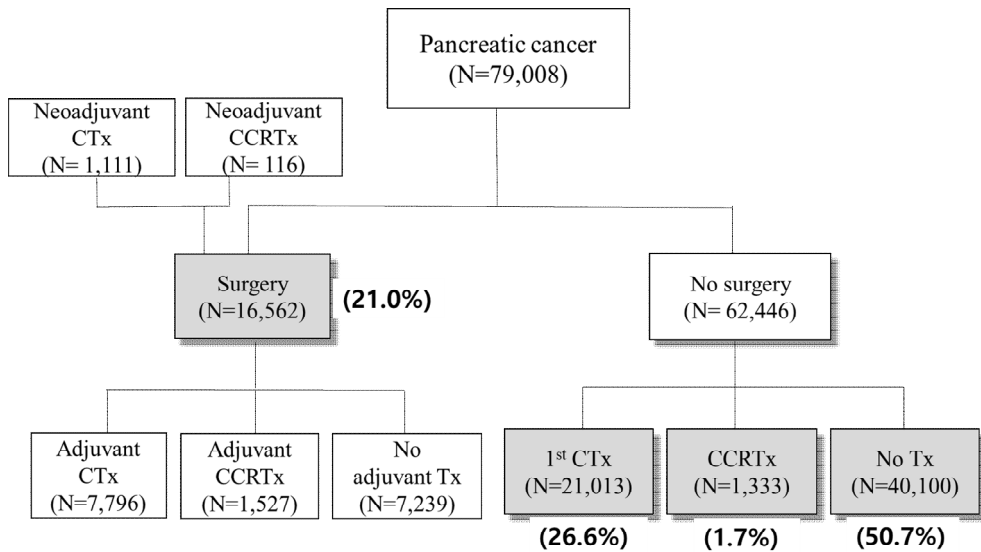 Pancreatic cancer
(N=79,008)
Neoadjuvant
CTx
(N= 1,111)
Neoadjuvant
CCRTx
(N= 116)
Surgery
(N=16,562)
(21.0%)
No surgery
(N= 62,446)
Adjuvant
CTx
(N=7,796)
Adjuvant
CCRTx
(N=1,527)
No
adjuvant Tx
(N=7,239)
1st CTx
(N=21,013)
(26.6%)
CCRTx
(N=1,333)
(1.7%)
No Tx
(N=40,100)
(50.7%)